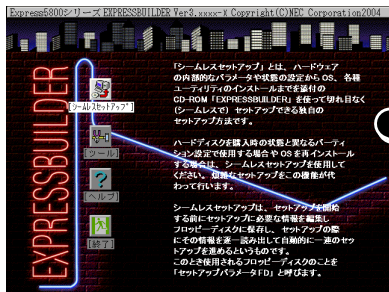 Express5800シリーズ EXPRESSBUILDER Ver3.xxxx-X Copyright(C)NEC Corporation2004
EXPRESSBUILDER
[シームレスセットアップ]
[ツール]
[ヘルプ]
[終了]
「シームレスセットアップ」とは、ハードウェア
の内部的なパラメータや状態の設定から OS、各種
ユーティリティのインストールまでを添付の
CD-ROM「EXPRESSBUILDER」を使って切れ目なく
(シームレスで)セットアップできる独自の
セットアップ方法です。
ハードディスクを購入時の状態と異なるパーティ
ション設定で使用する場合や OS を再インストール
する場合は、シームレスセットアップを使用して
ください。煩雑なセットアップをこの機能が代
わって行います。
シームレスセットアップは、セットアップを開始
する前にセットアップに必要な情報を編集し
フロッピーディスクに保存し、セットアップの際
にその情報を逐一読み出して自動的に一連のセッ
トアップを進めるというものです。
このとき使用されるフロッピーディスクのことを
「セットアップパラメータFD」と呼びます。